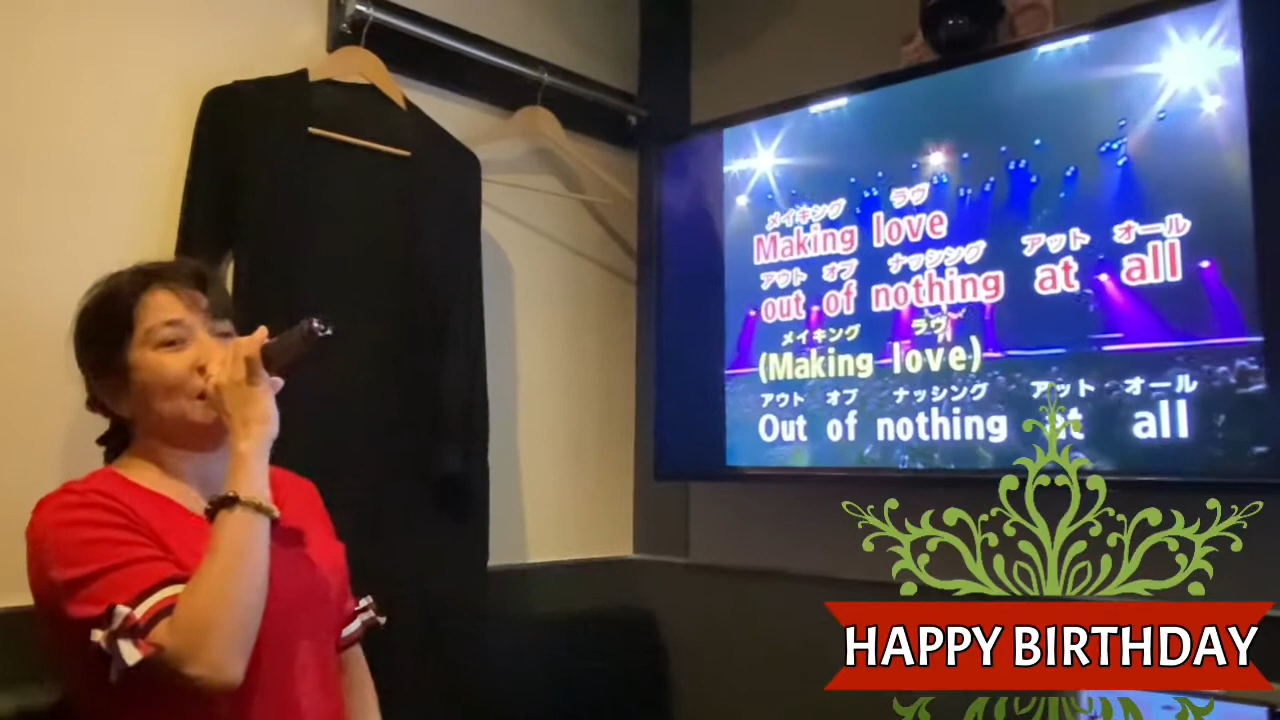 メイキング ラヴ
Making love
アウト オブ ナッシング アット オール
out of nothing at all
メイキング ラヴ
(Making love)
アウト オブ ナッシング アット オール
Out of nothing at all
HAPPY BIRTHDAY